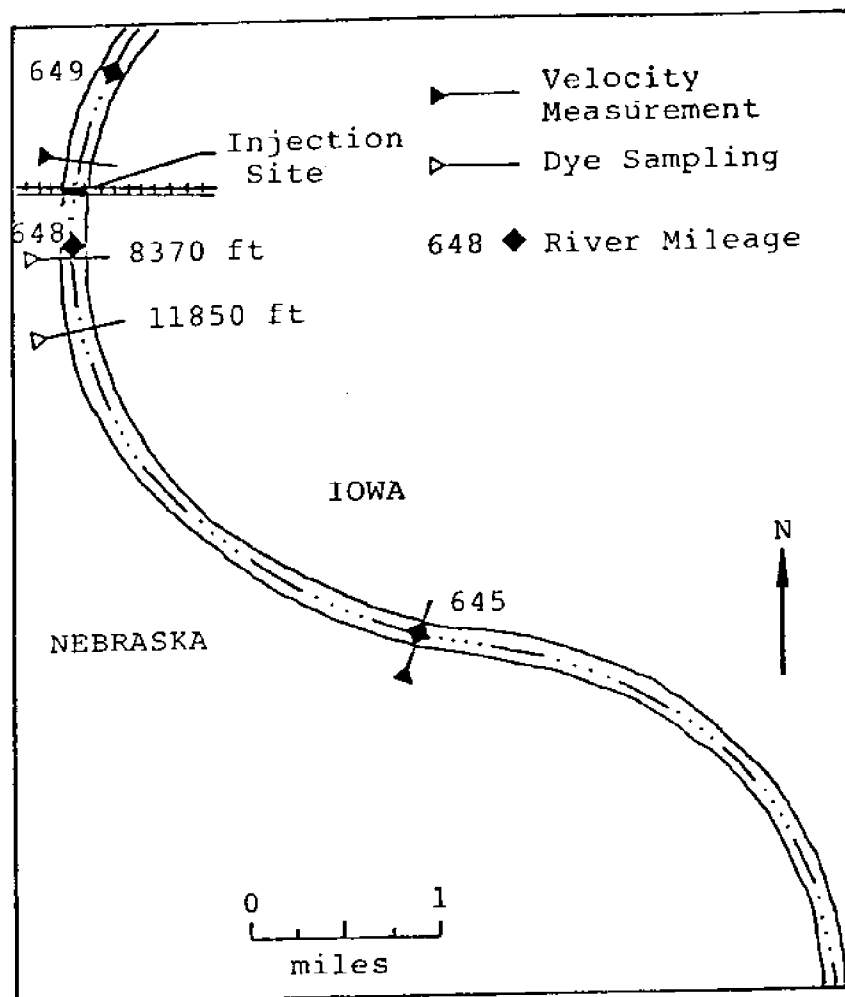 649
Velocity
Measurement
Injection
Site
Dye Sampling
648
8370 ft
648 River Mileage
11850 ft
IOWA
N
645
NEBRASKA
0 1
miles